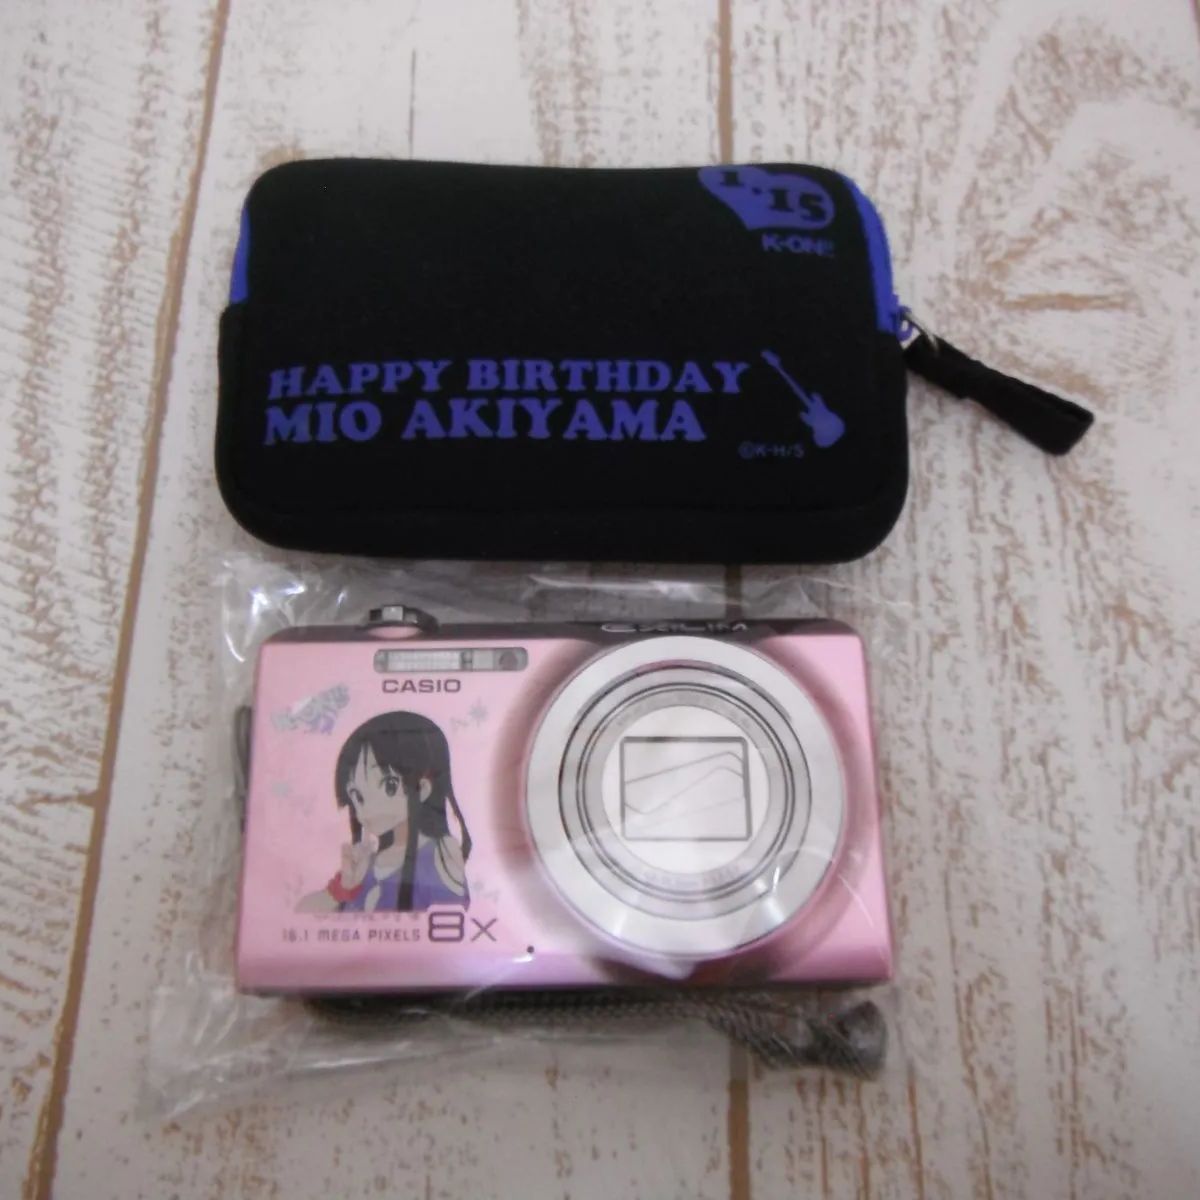 1.15
K-ON!!
HAPPY BIRTHDAY
MIO AKIYAMA
©K-H/S
EXILIM
CASIO
16.1 MEGA PIXELS 8X